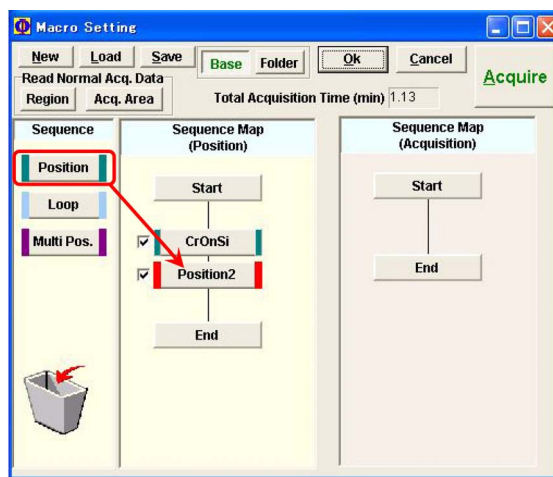 Macro Setting
New Load Save Base Folder Ok Cancel Acquire
Read Normal Acq. Data
Region Acq. Area Total Acquisition Time (min) 1.13
Sequence
Position
Loop
Multi Pos.
Sequence Map
(Position)
Start
CrOnSi
Position2
End
Sequence Map
(Acquisition)
Start
End